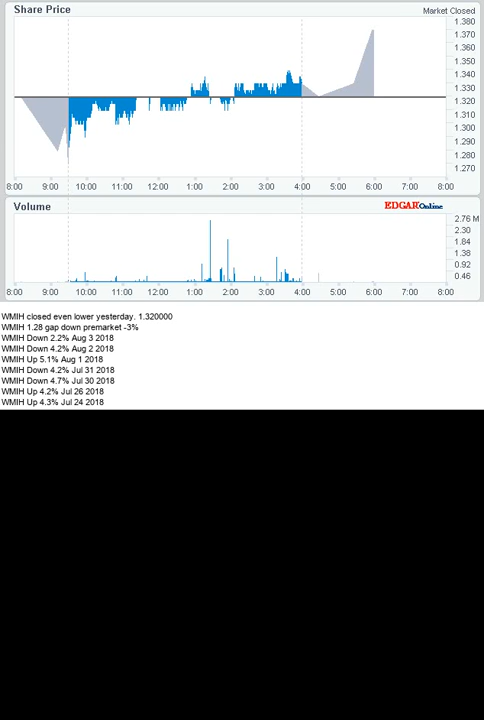 Share Price
Market Closed
1.380
1.370
1.360
1.350
1.340
1.330
1.320
1.310
1.300
1.290
1.280
1.270
8:00 9:00 10:00 11:00 12:00 1:00 2:00 3:00 4:00 5:00 6:00 7:00 8:00
Volume
EDGAROnline
2.76 M
2.30
1.84
1.38
0.92
0.46
8:00 9:00 10:00 11:00 12:00 1:00 2:00 3:00 4:00 5:00 6:00 7:00 8:00
WMIH closed even lower yesterday. 1.320000
WMIH 1.28 gap down premarket -3%
WMIH Down 2.2% Aug 3 2018
WMIH Down 4.2% Aug 2 2018
WMIH Up 5.1% Aug 1 2018
WMIH Down 4.2% Jul 31 2018
WMIH Down 4.7% Jul 30 2018
WMIH Up 4.2% Jul 26 2018
WMIH Up 4.3% Jul 24 2018